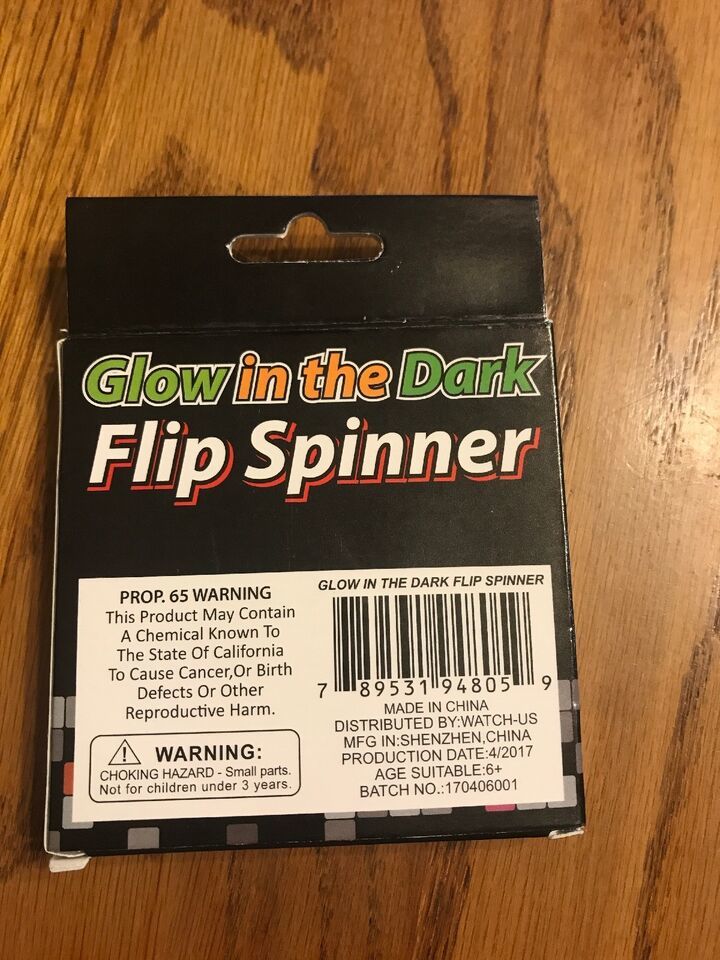 Glow in the Dark
Flip Spinner
PROP. 65 WARNING
This Product May Contain
A Chemical Known To
The State Of California
To Cause Cancer,Or Birth
Defects Or Other
Reproductive Harm.
WARNING:
CHOKING HAZARD - Small parts.
Not for children under 3 years.
GLOW IN THE DARK FLIP SPINNER
7 89531 94805 9
MADE IN CHINA
DISTRIBUTED BY:WATCH-US
MFG IN:SHENZHEN,CHINA
PRODUCTION DATE:4/2017
AGE SUITABLE:6+
BATCH NO.:170406001